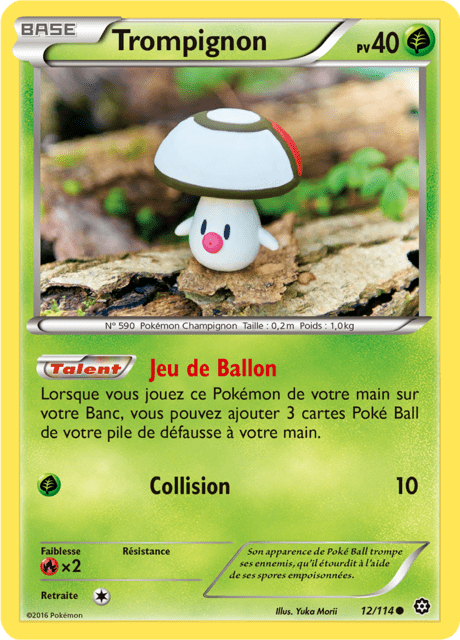 BASE
Trompignon
PV40
N° 590 Pokémon Champignon Taille : 0,2 m Poids : 1,0kg
Talent Jeu de Ballon
Lorsque vous jouez ce Pokémon de votre main sur
votre Banc, vous pouvez ajouter 3 cartes Poké Ball
de votre pile de défausse à votre main.
Collision 10
Faiblesse Résistance
×2
Son apparence de Poké Ball trompe
ses ennemis, qu'il étourdit à l'aide
de ses spores empoisonnées.
Retraite
©2016 Pokémon
Illus. Yuka Morii 12/114